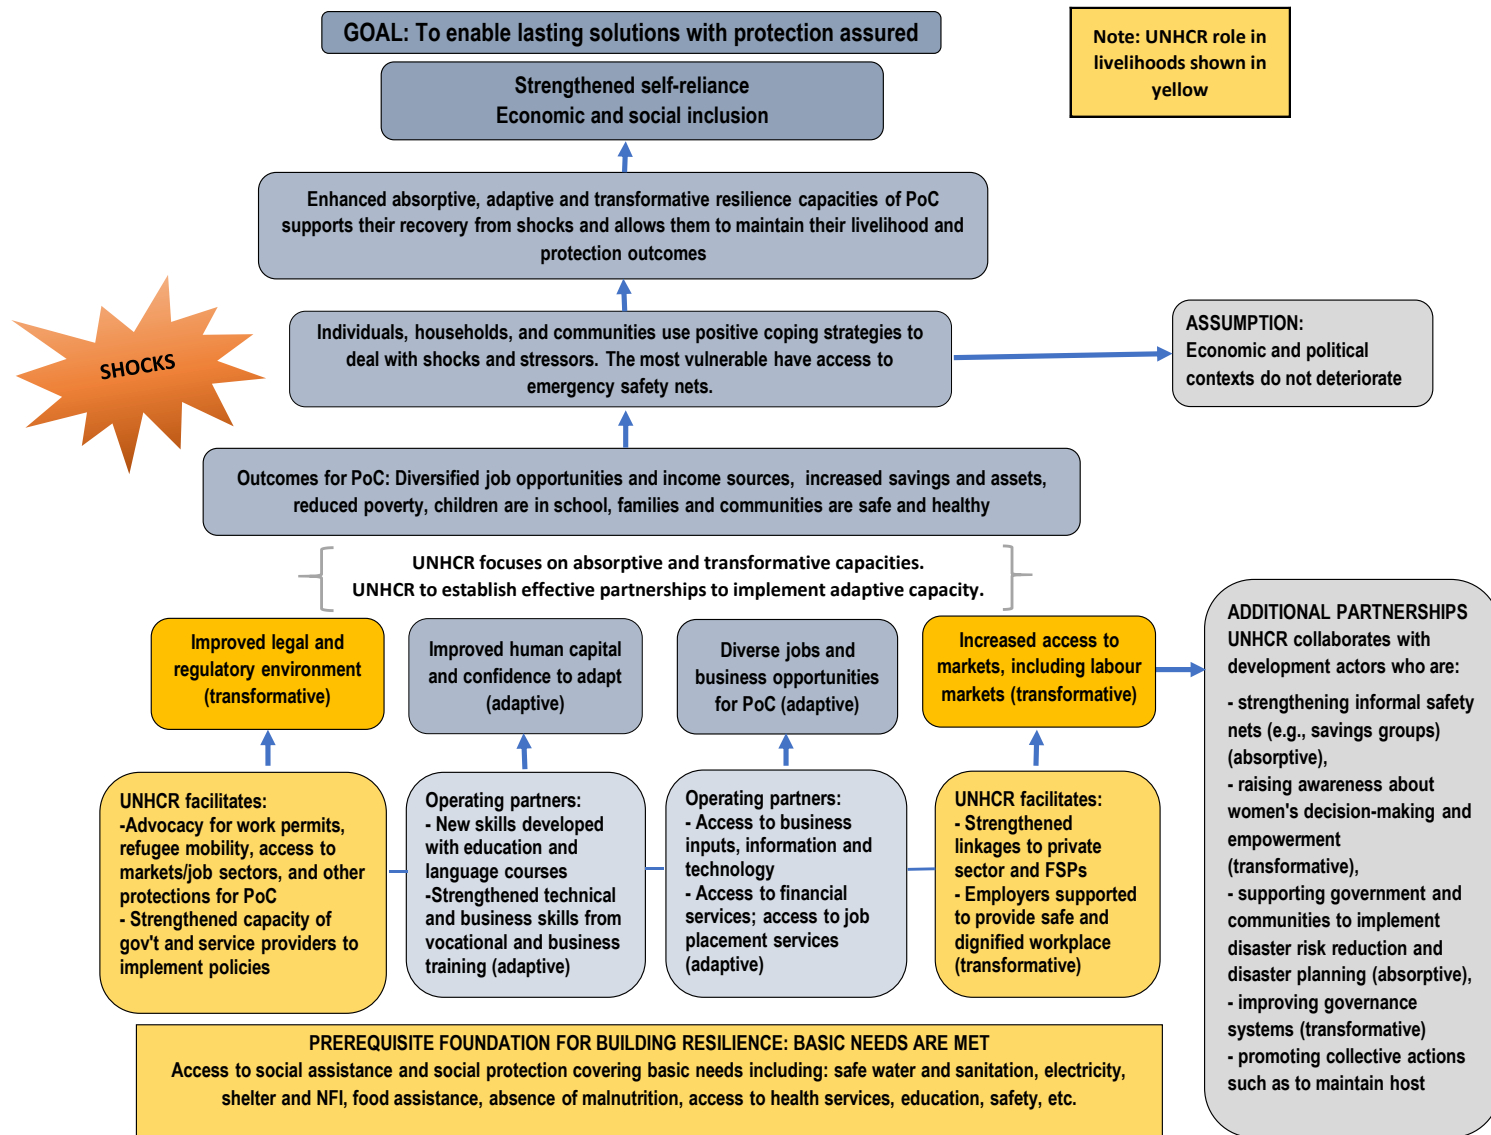 GOAL: To enable lasting solutions with protection assured
Note: UNHCR role in
livelihoods shown in
yellow
Strengthened self-reliance
Economic and social inclusion
Enhanced absorptive, adaptive and transformative resilience capacities of PoC
supports their recovery from shocks and allows them to maintain their livelihood and
protection outcomes
SHOCKS
Individuals, households, and communities use positive coping strategies to
deal with shocks and stressors. The most vulnerable have access to
emergency safety nets.
ASSUMPTION:
Economic and political
contexts do not deteriorate
Outcomes for PoC: Diversified job opportunities and income sources, increased savings and assets,
reduced poverty, children are in school, families and communities are safe and healthy
UNHCR focuses on absorptive and transformative capacities.
UNHCR to establish effective partnerships to implement adaptive capacity.
Improved legal and
regulatory environment
(transformative)
Improved human capital
and confidence to adapt
(adaptive)
Diverse jobs and
business opportunities
for PoC (adaptive)
Increased access to
markets, including labour
markets (transformative)
UNHCR facilitates:
-Advocacy for work permits,
refugee mobility, access to
markets/job sectors, and other
protections for PoC
- Strengthened capacity of
gov't and service providers to
implement policies
Operating partners:
- New skills developed
with education and
language courses
-Strengthened technical
and business skills from
vocational and business
training (adaptive)
Operating partners:
- Access to business
inputs, information and
technology
- Access to financial
services; access to job
placement services
(adaptive)
UNHCR facilitates:
- Strengthened
linkages to private
sector and FSPs
- Employers supported
to provide safe and
dignified workplace
(transformative)
ADDITIONAL PARTNERSHIPS
UNHCR collaborates with
development actors who are:
- strengthening informal safety
nets (e.g., savings groups)
(absorptive),
- raising awareness about
women's decision-making and
empowerment
(transformative),
- supporting government and
communities to implement
disaster risk reduction and
disaster planning (absorptive),
- improving governance
systems (transformative)
- promoting collective actions
such as to maintain host
PREREQUISITE FOUNDATION FOR BUILDING RESILIENCE: BASIC NEEDS ARE MET
Access to social assistance and social protection covering basic needs including: safe water and sanitation, electricity,
shelter and NFI, food assistance, absence of malnutrition, access to health services, education, safety, etc.